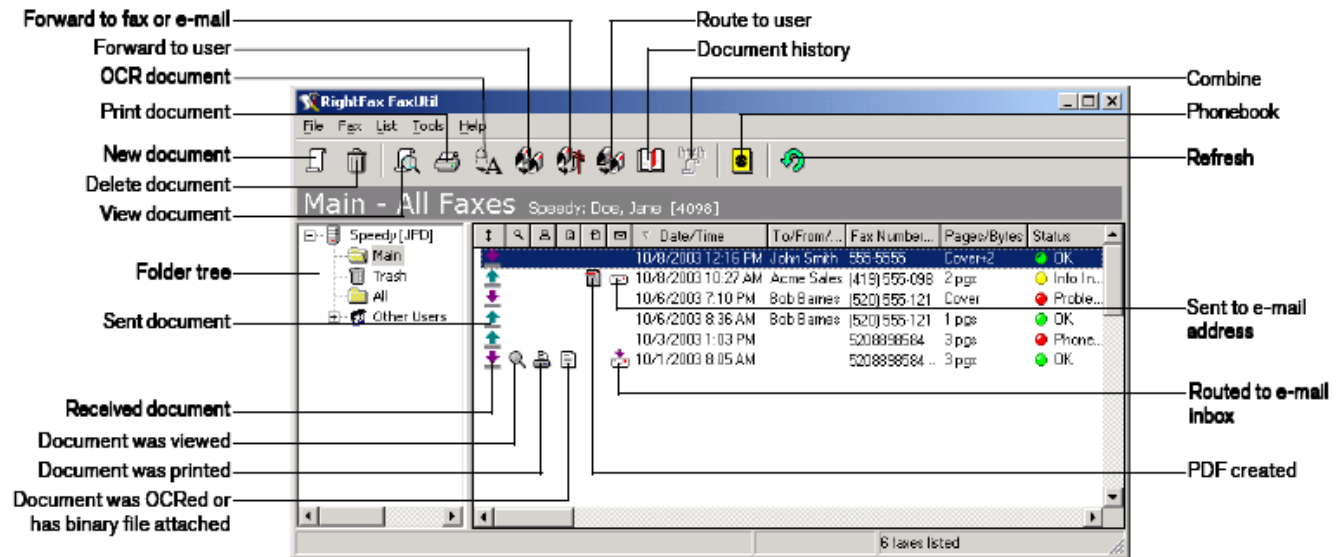 Forward to fax or e-mail
Forward to user
OCR document
Print document
New document
Delete document
View document
Folder tree
Sent document
Received document
Document was viewed
Document was printed
Document was OCRed or
has binary file attached
Route to user
Document history
Combine
Phonebook
Refresh
Sent to e-mail
address
Routed to e-mail
inbox
PDF created
RightFax FaxUtil
File Fax List Tools Help
Main - All Faxes Speedy: Doe, Jane [4098]
Speedy [JPD]
Main
Trash
All
Other Users
Date/Time To/From/... Fax Number... Pages/Bytes Status
10/8/2003 12:16 PM John Smith 555-5555 Cover+2 OK
10/8/2003 10:27 AM Acme Sales (419) 555-098 2 pgs Info In...
10/6/2003 7:10 PM Bob Barnes (520) 555-121 Cover Proble...
10/6/2003 8:36 AM Bob Barnes (520) 555-121 1 pgs OK
10/3/2003 1:03 PM 5208898584 3 pgs Phone...
10/1/2003 8:05 AM 5208898584 .. 3 pgs OK
6 faxes listed